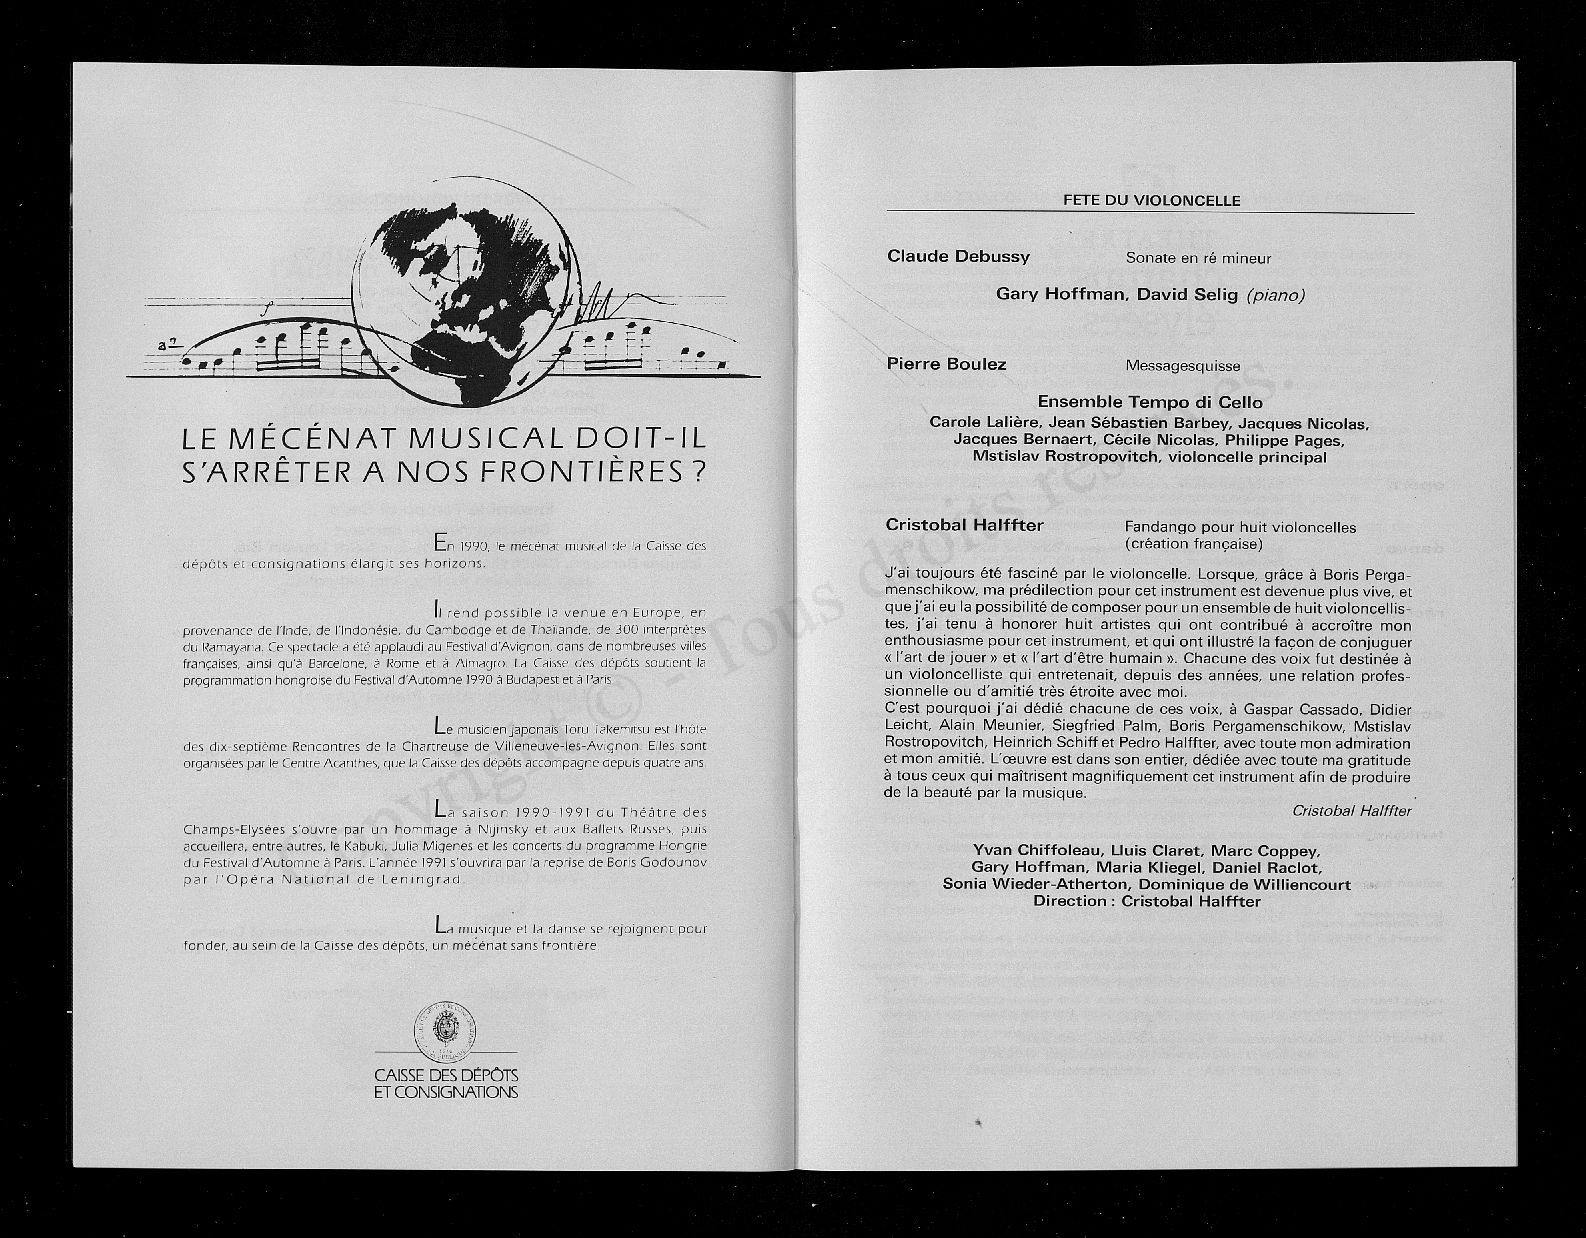 LE MÉCÉNAT MUSICAL DOIT-IL
S'ARRÊTER A NOS FRONTIÈRES ?
En 1990, le mécénat musical de la Caisse des
dépôts et consignations élargit ses horizons.
Il rend possible la venue en Europe, en
provenance de l'Inde, de l'Indonésie, du Cambodge et de Thaïlande, de 300 interprètes
du Ramayana. Ce spectacle a été applaudi au Festival d'Avignon, dans de nombreuses villes
françaises, ainsi qu'à Barcelone, à Rome et à Almagro. La Caisse des dépôts soutient la
programmation hongroise du Festival d'Automne 1990 à Budapest et à Paris.
Le musicien japonais Toru Takemitsu est l'hôte
des dix-septième Rencontres de la Chartreuse de Villeneuve-les-Avignon. Elles sont
organisées par le Centre Acanthes, que la Caisse des dépôts accompagne depuis quatre ans.
La saison 1990-1991 du Théâtre des
Champs-Elysées s'ouvre par un hommage à Nijinsky et aux Ballets Russes, puis
accueillera, entre autres, le Kabuki, Julia Migenes et les concerts du programme Hongrie
du Festival d'Automne à Paris. L'année 1991 s'ouvrira par la reprise de Boris Godounov
par l'Opéra National de Leningrad.
La musique et la danse se rejoignent pour
fonder, au sein de la Caisse des dépôts, un mécénat sans frontière.
CAISSE DES DÉPÔTS
ET CONSIGNATIONS
FETE DU VIOLONCELLE
Claude Debussy Sonate en ré mineur
Gary Hoffman, David Selig (piano)
Pierre Boulez Messagesquisse
Ensemble Tempo di Cello
Carole Lalière, Jean Sébastien Barbey, Jacques Nicolas,
Jacques Bernaert, Cécile Nicolas, Philippe Pages,
Mstislav Rostropovitch, violoncelle principal
Cristobal Halffter Fandango pour huit violoncelles
(création française)
J'ai toujours été fasciné par le violoncelle. Lorsque, grâce à Boris Perga-
menschikow, ma prédilection pour cet instrument est devenue plus vive, et
que j'ai eu la possibilité de composer pour un ensemble de huit violoncellis-
tes, j'ai tenu à honorer huit artistes qui ont contribué à accroître mon
enthousiasme pour cet instrument, et qui ont illustré la façon de conjuguer
« l'art de jouer » et « l'art d'être humain ». Chacune des voix fut destinée à
un violoncelliste qui entretenait, depuis des années, une relation profes-
sionnelle ou d'amitié très étroite avec moi.
C'est pourquoi j'ai dédié chacune de ces voix, à Gaspar Cassado, Didier
Leicht, Alain Meunier, Siegfried Palm, Boris Pergamenschikow, Mstislav
Rostropovitch, Heinrich Schiff et Pedro Halffter, avec toute mon admiration
et mon amitié. L'œuvre est dans son entier, dédiée avec toute ma gratitude
à tous ceux qui maîtrisent magnifiquement cet instrument afin de produire
de la beauté par la musique.
Cristobal Halffter
Yvan Chiffoleau, Lluis Claret, Marc Coppey,
Gary Hoffman, Maria Kliegel, Daniel Raclot,
Sonia Wieder-Atherton, Dominique de Williencourt
Direction : Cristobal Halffter